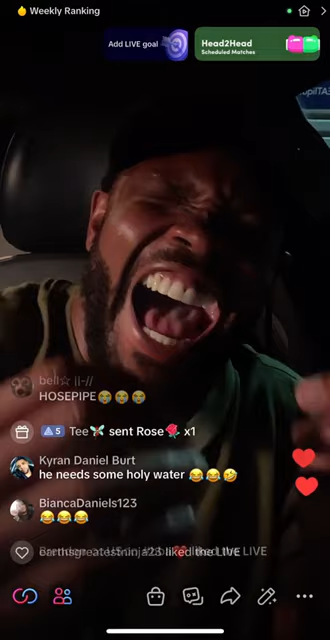 Weekly Ranking
Add LIVE goal
Head2Head
Scheduled Matches
bell☆ ||-//
HOSEPIPE😭😭😭
5 Tee🦋 sent Rose🌹 x1
Kyran Daniel Burt
he needs some holy water 😂😂🤣
BiancaDaniels123
😂😂😂
liked the LIVE